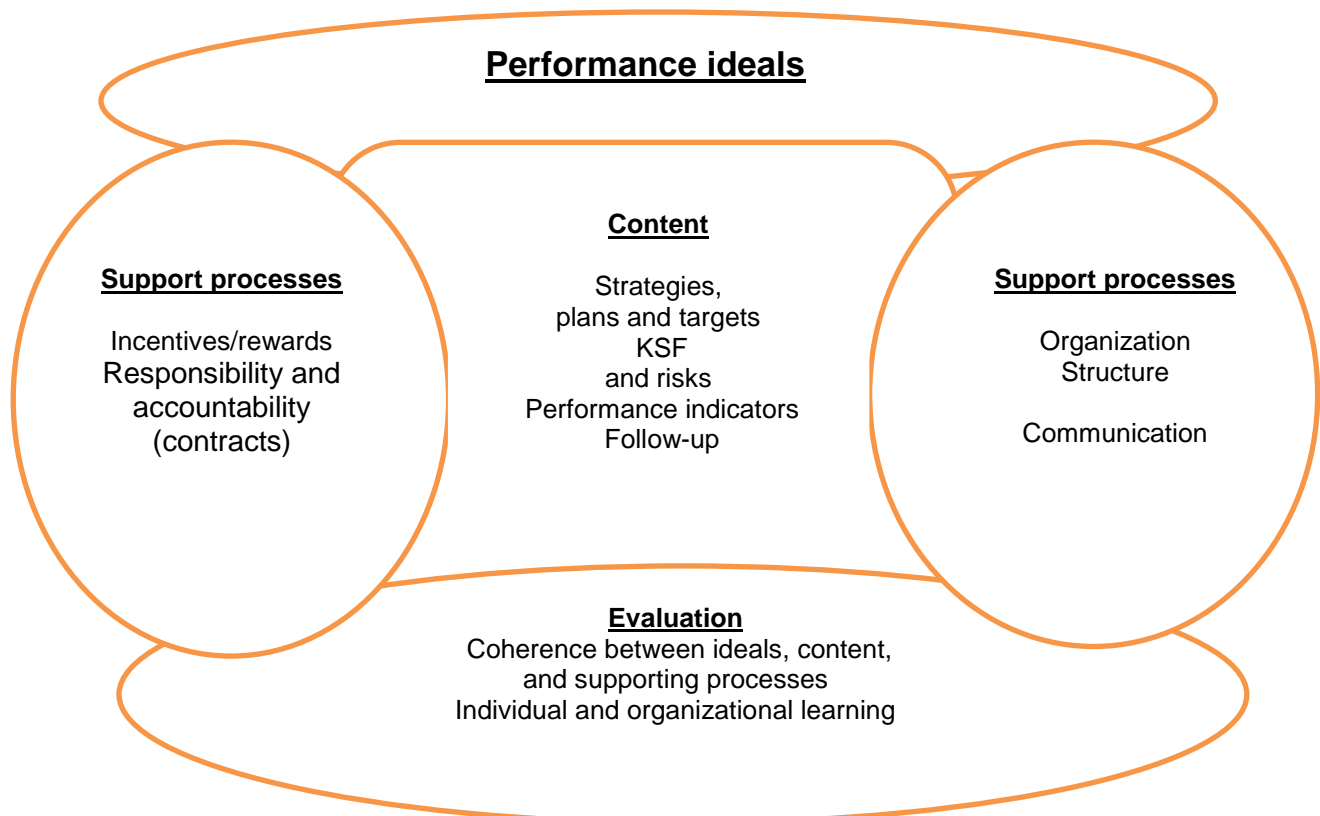 Performance ideals
Support processes
Incentives/rewards
Responsibility and
accountability
(contracts)
Content
Strategies,
plans and targets
KSF
and risks
Performance indicators
Follow-up
Support processes
Organization
Structure
Communication
Evaluation
Coherence between ideals, content,
and supporting processes
Individual and organizational learning